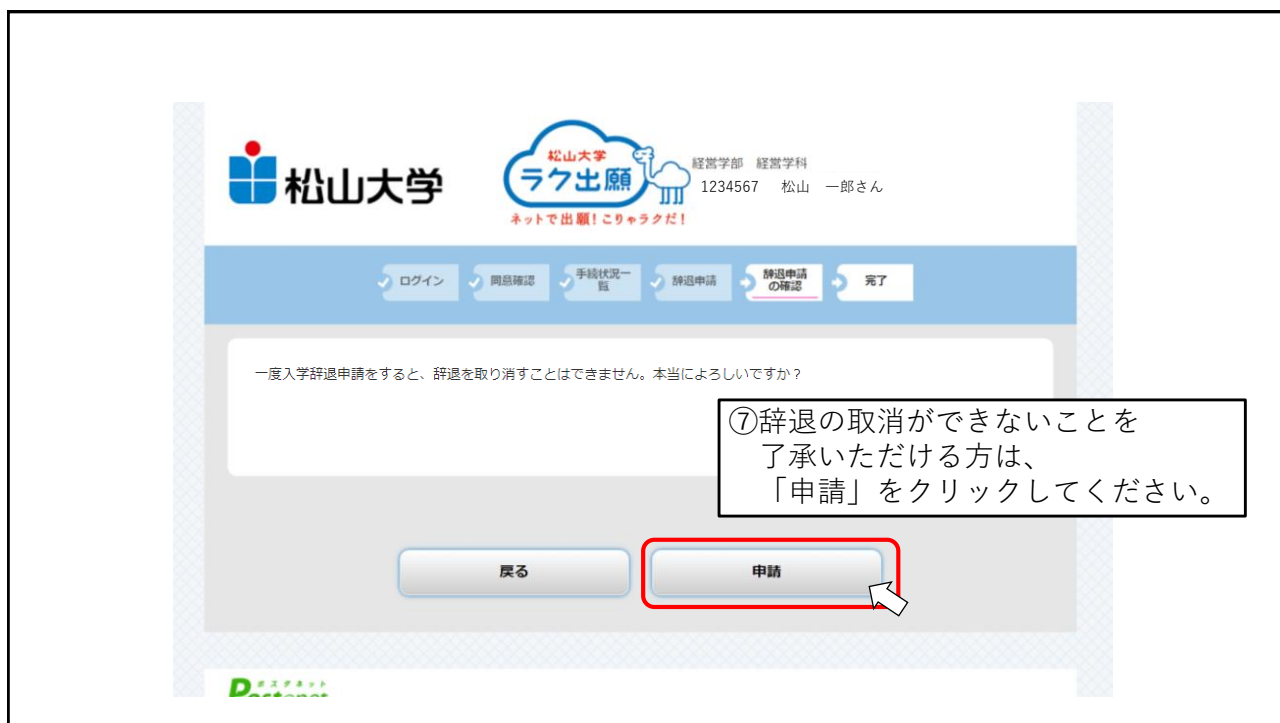 松山大学
松山大学
ラク出願
ネットで出願!こりゃラクだ!
経営学部 経営学科
1234567 松山 一郎さん
ログイン
同意確認
手続状況一
覧
辞退申請
辞退申請
の確認
完了
一度入学辞退申請をすると、辞退を取り消すことはできません。本当によろしいですか？
⑦辞退の取消ができないことを
了承いただける方は、
「申請」をクリックしてください。
戻る
申請
ポスタネット
Postanet